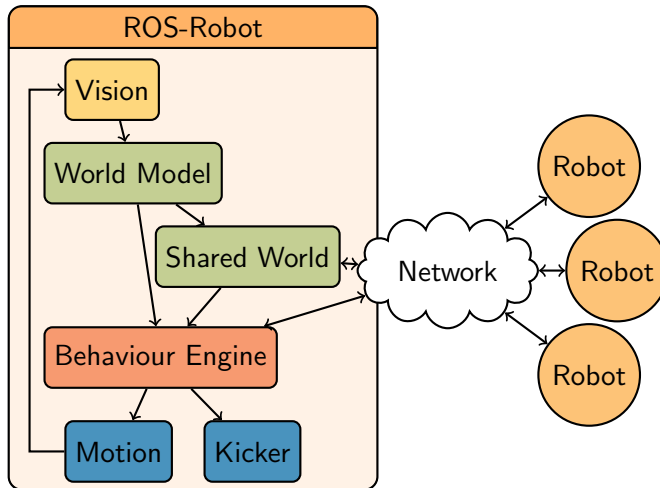 ROS-Robot
Vision
World Model
Shared World
Behaviour Engine
Motion
Kicker
Network
Robot
Robot
Robot